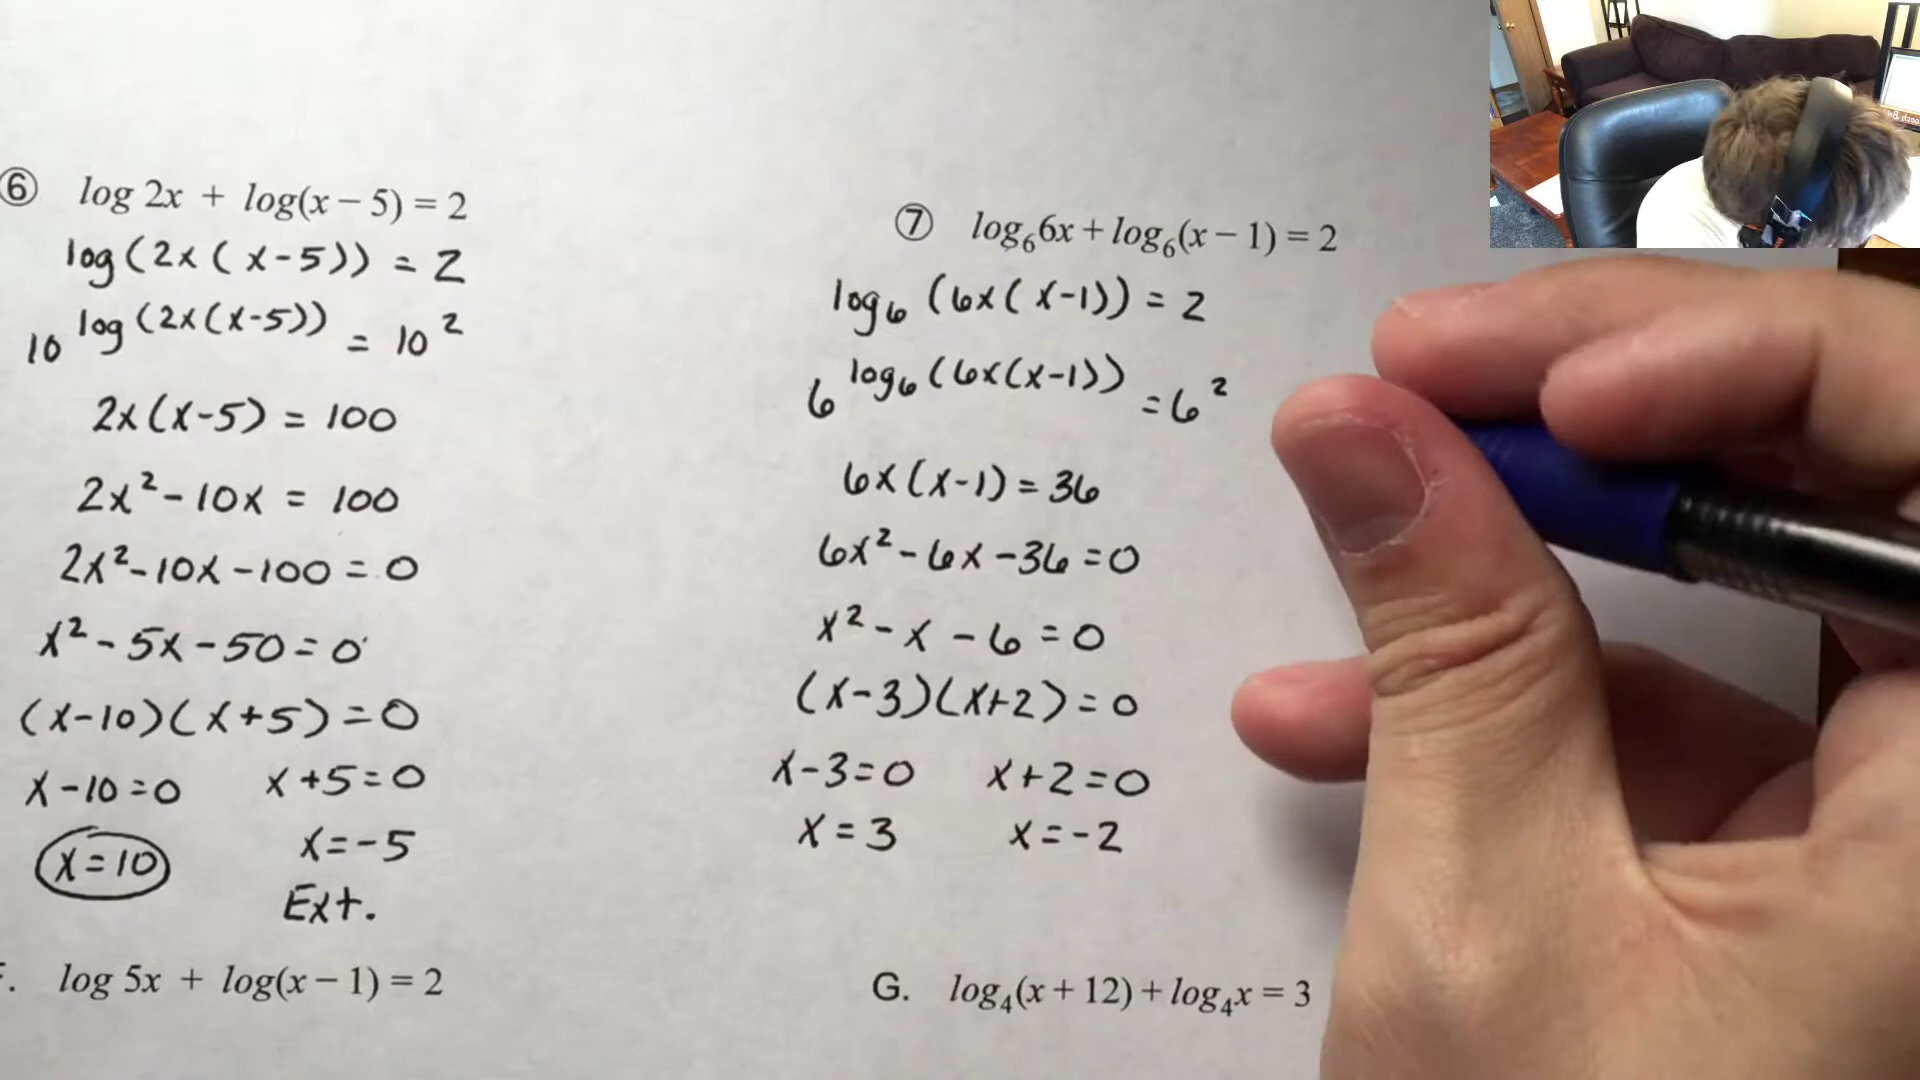 ⑥ log 2x + log(x − 5) = 2
log(2x(x-5)) = 2
10^log(2x(x-5)) = 10^2
2x(x-5) = 100
2x² - 10x = 100
2x² - 10x - 100 = 0
x² - 5x - 50 = 0
(x-10)(x+5) = 0
x-10=0 x+5=0
x=10 x=-5
Ext.
. log 5x + log(x − 1) = 2
⑦ log₆6x + log₆(x − 1) = 2
log₆(6x(x-1)) = 2
6^log₆(6x(x-1)) = 6^2
6x(x-1) = 36
6x² - 6x - 36 = 0
x² - x - 6 = 0
(x-3)(x+2) = 0
x-3=0 x+2=0
x=3 x=-2
G. log₄(x + 12) + log₄x = 3